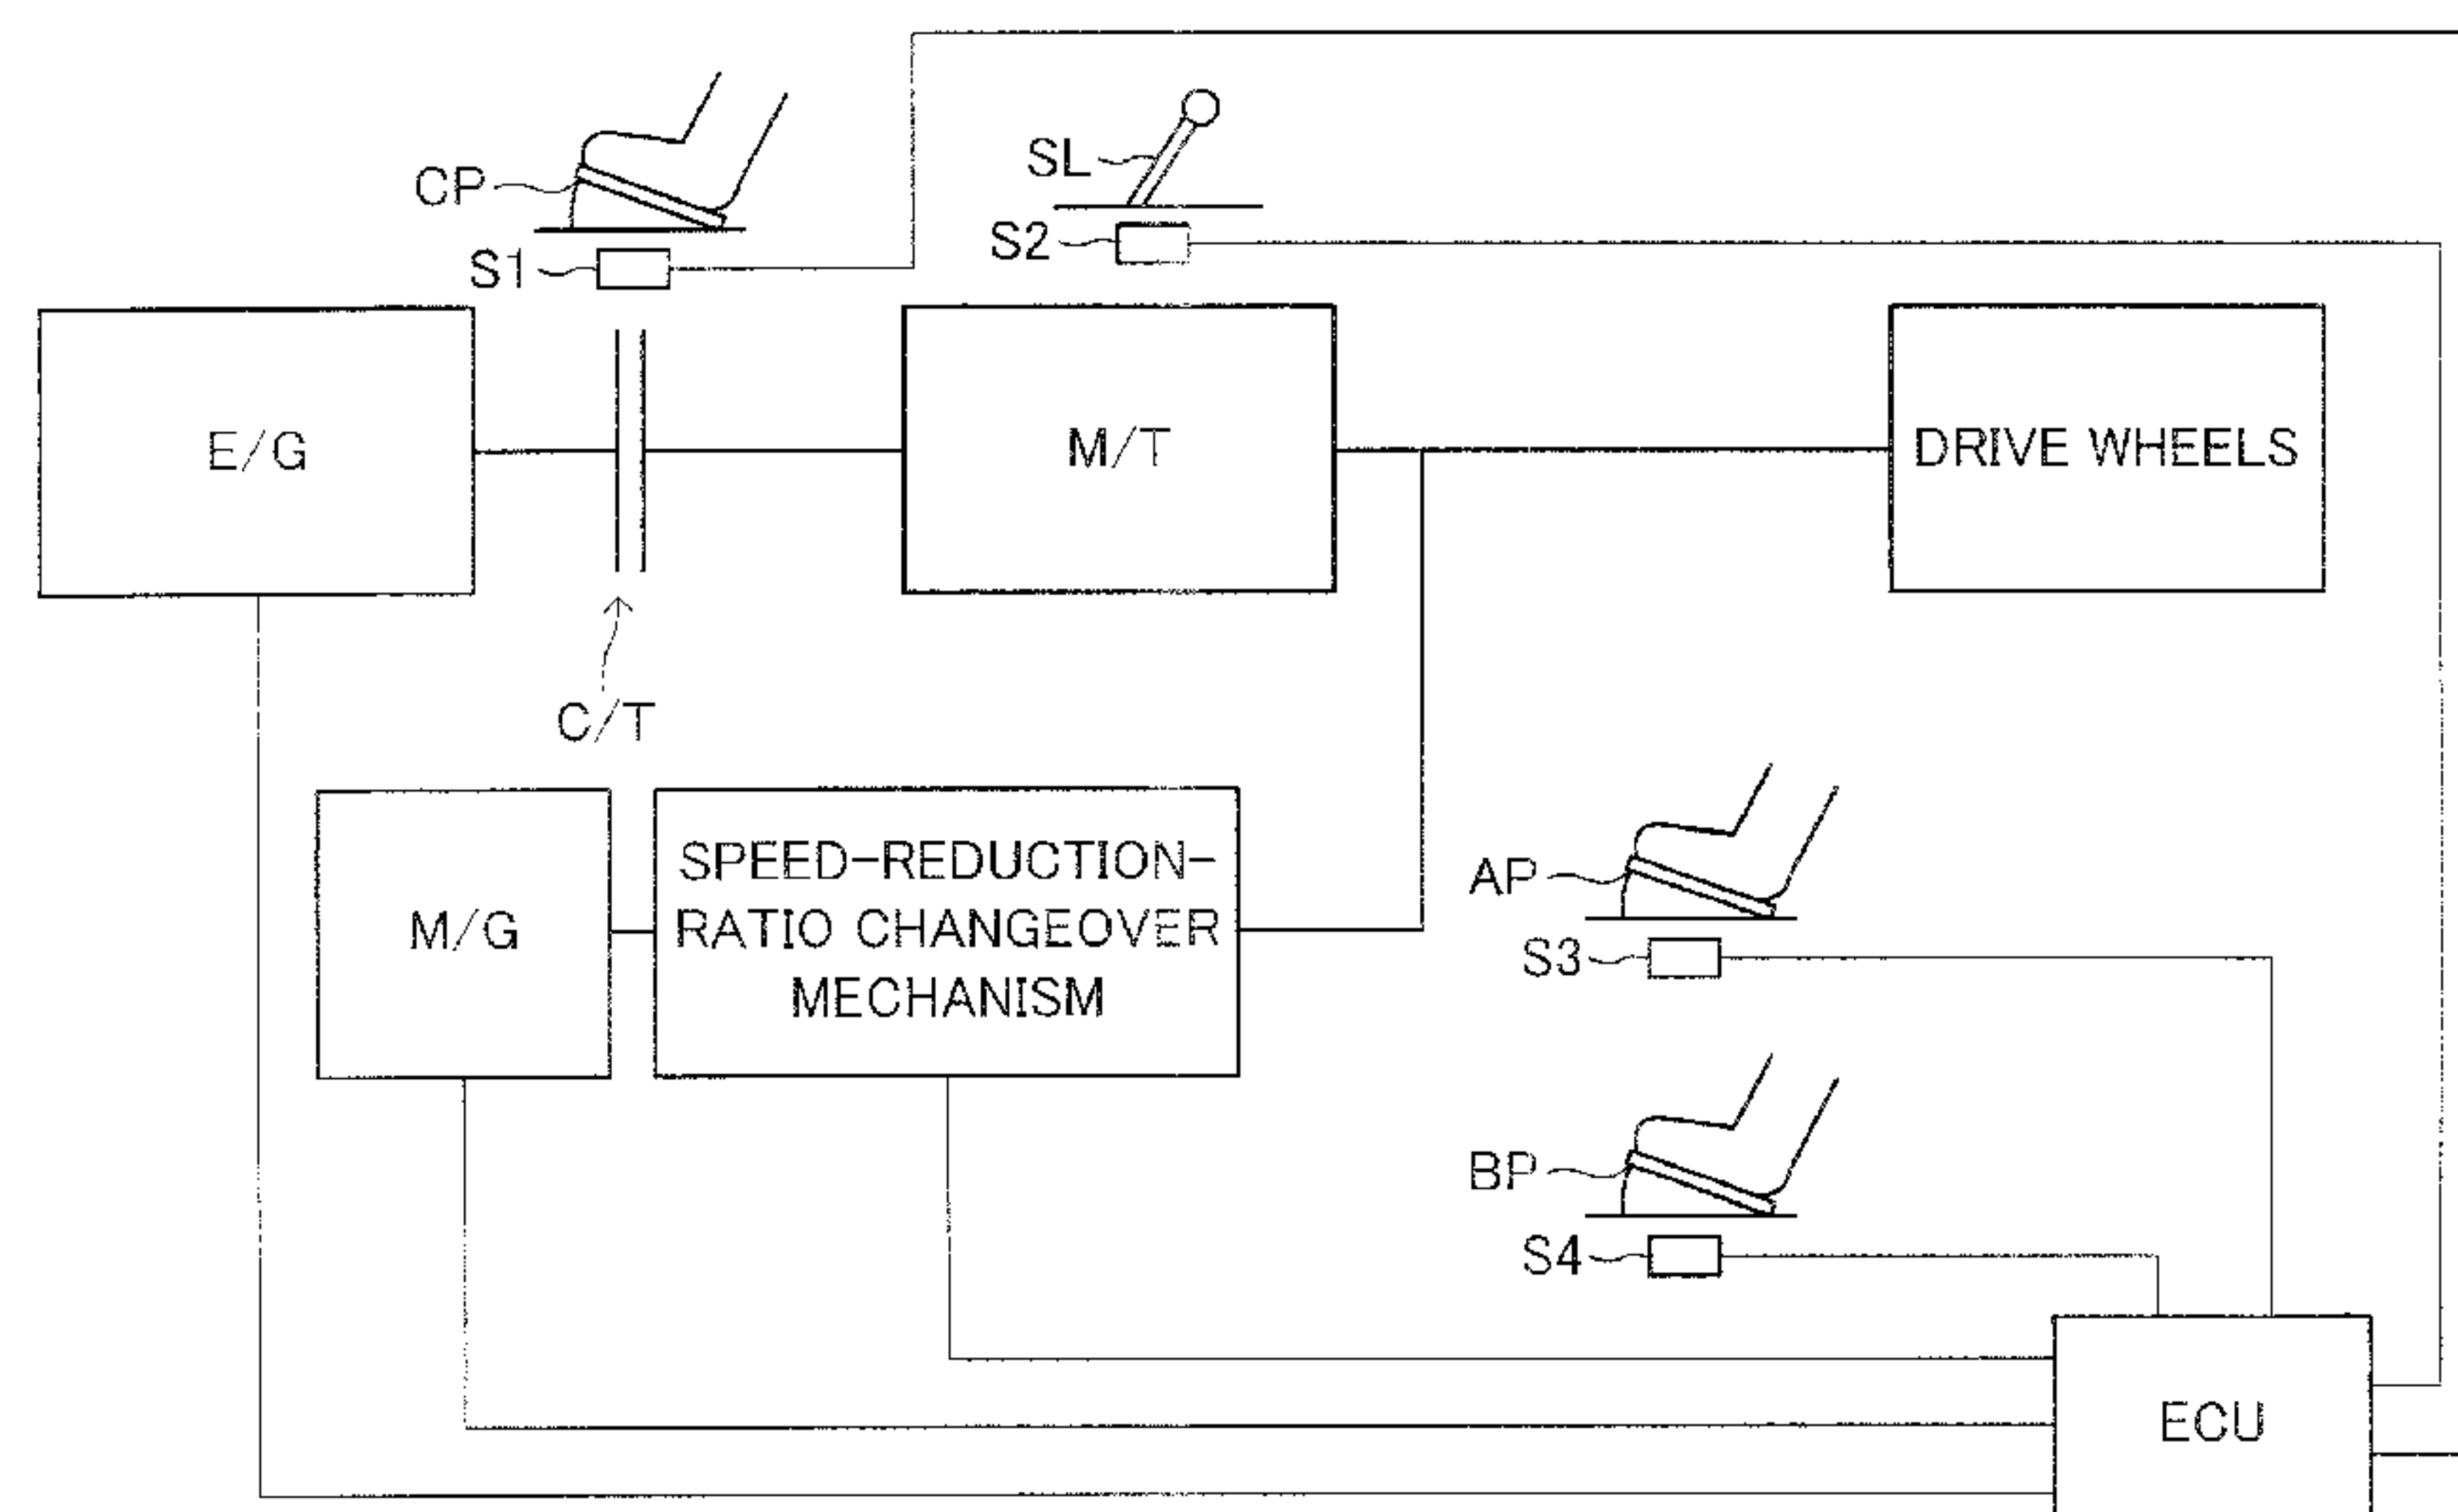 CP
SL
S1
S2
E/G
M/T
DRIVE WHEELS
C/T
M/G
SPEED-REDUCTION-
RATIO CHANGEOVER
MECHANISM
AP
S3
BP
S4
ECU